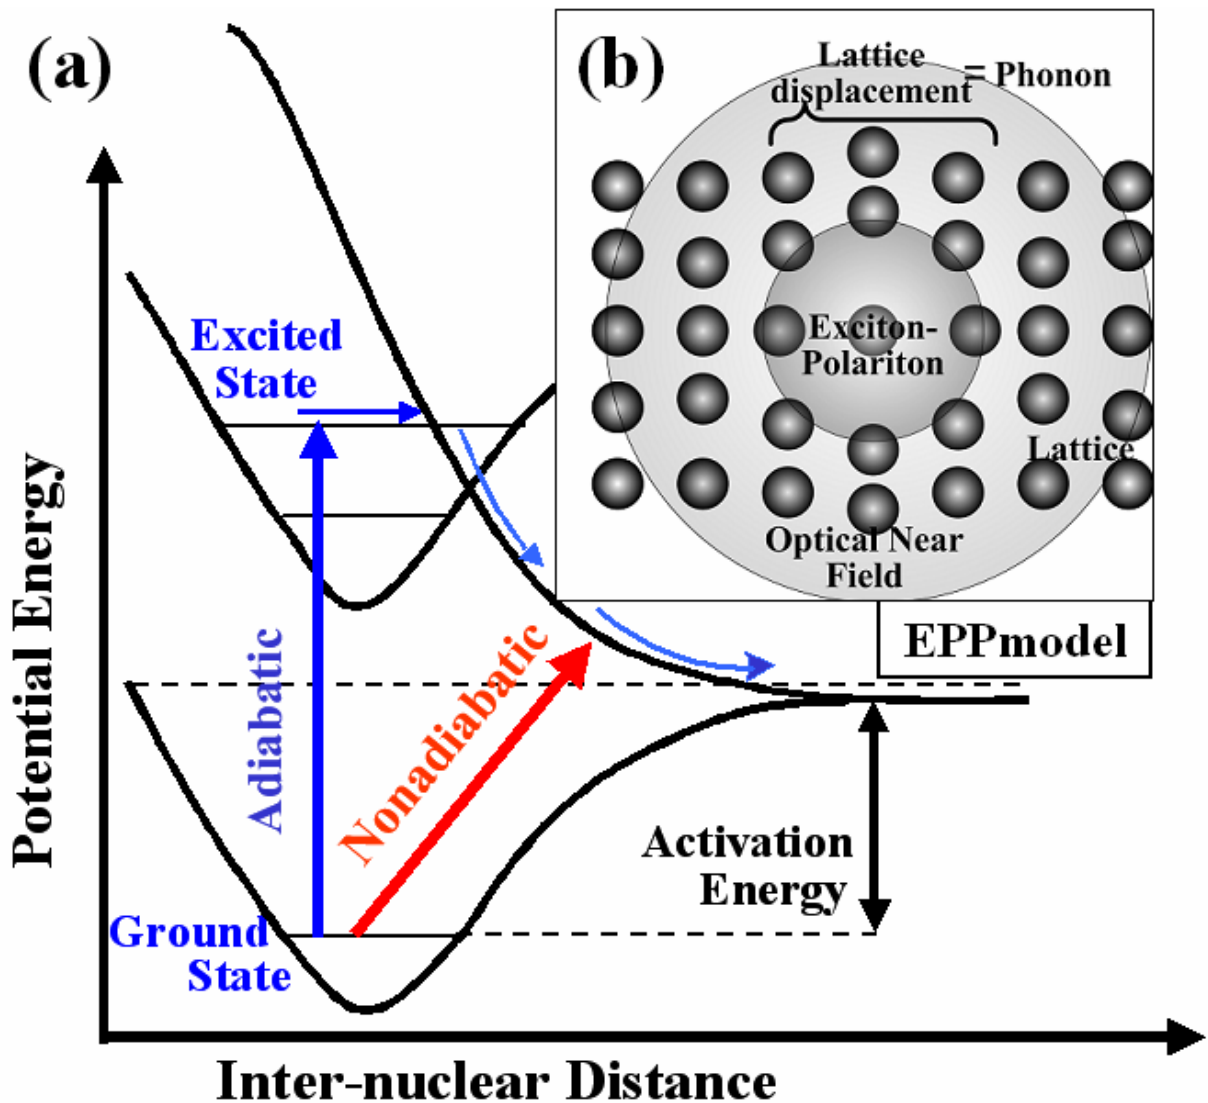 (a)
Potential Energy
Excited
State
Adiabatic
Nonadiabatic
Ground
State
Activation
Energy
Inter-nuclear Distance
(b)
Lattice
displacement
= Phonon
Exciton-
Polariton
Lattice
Optical Near
Field
EPPmodel